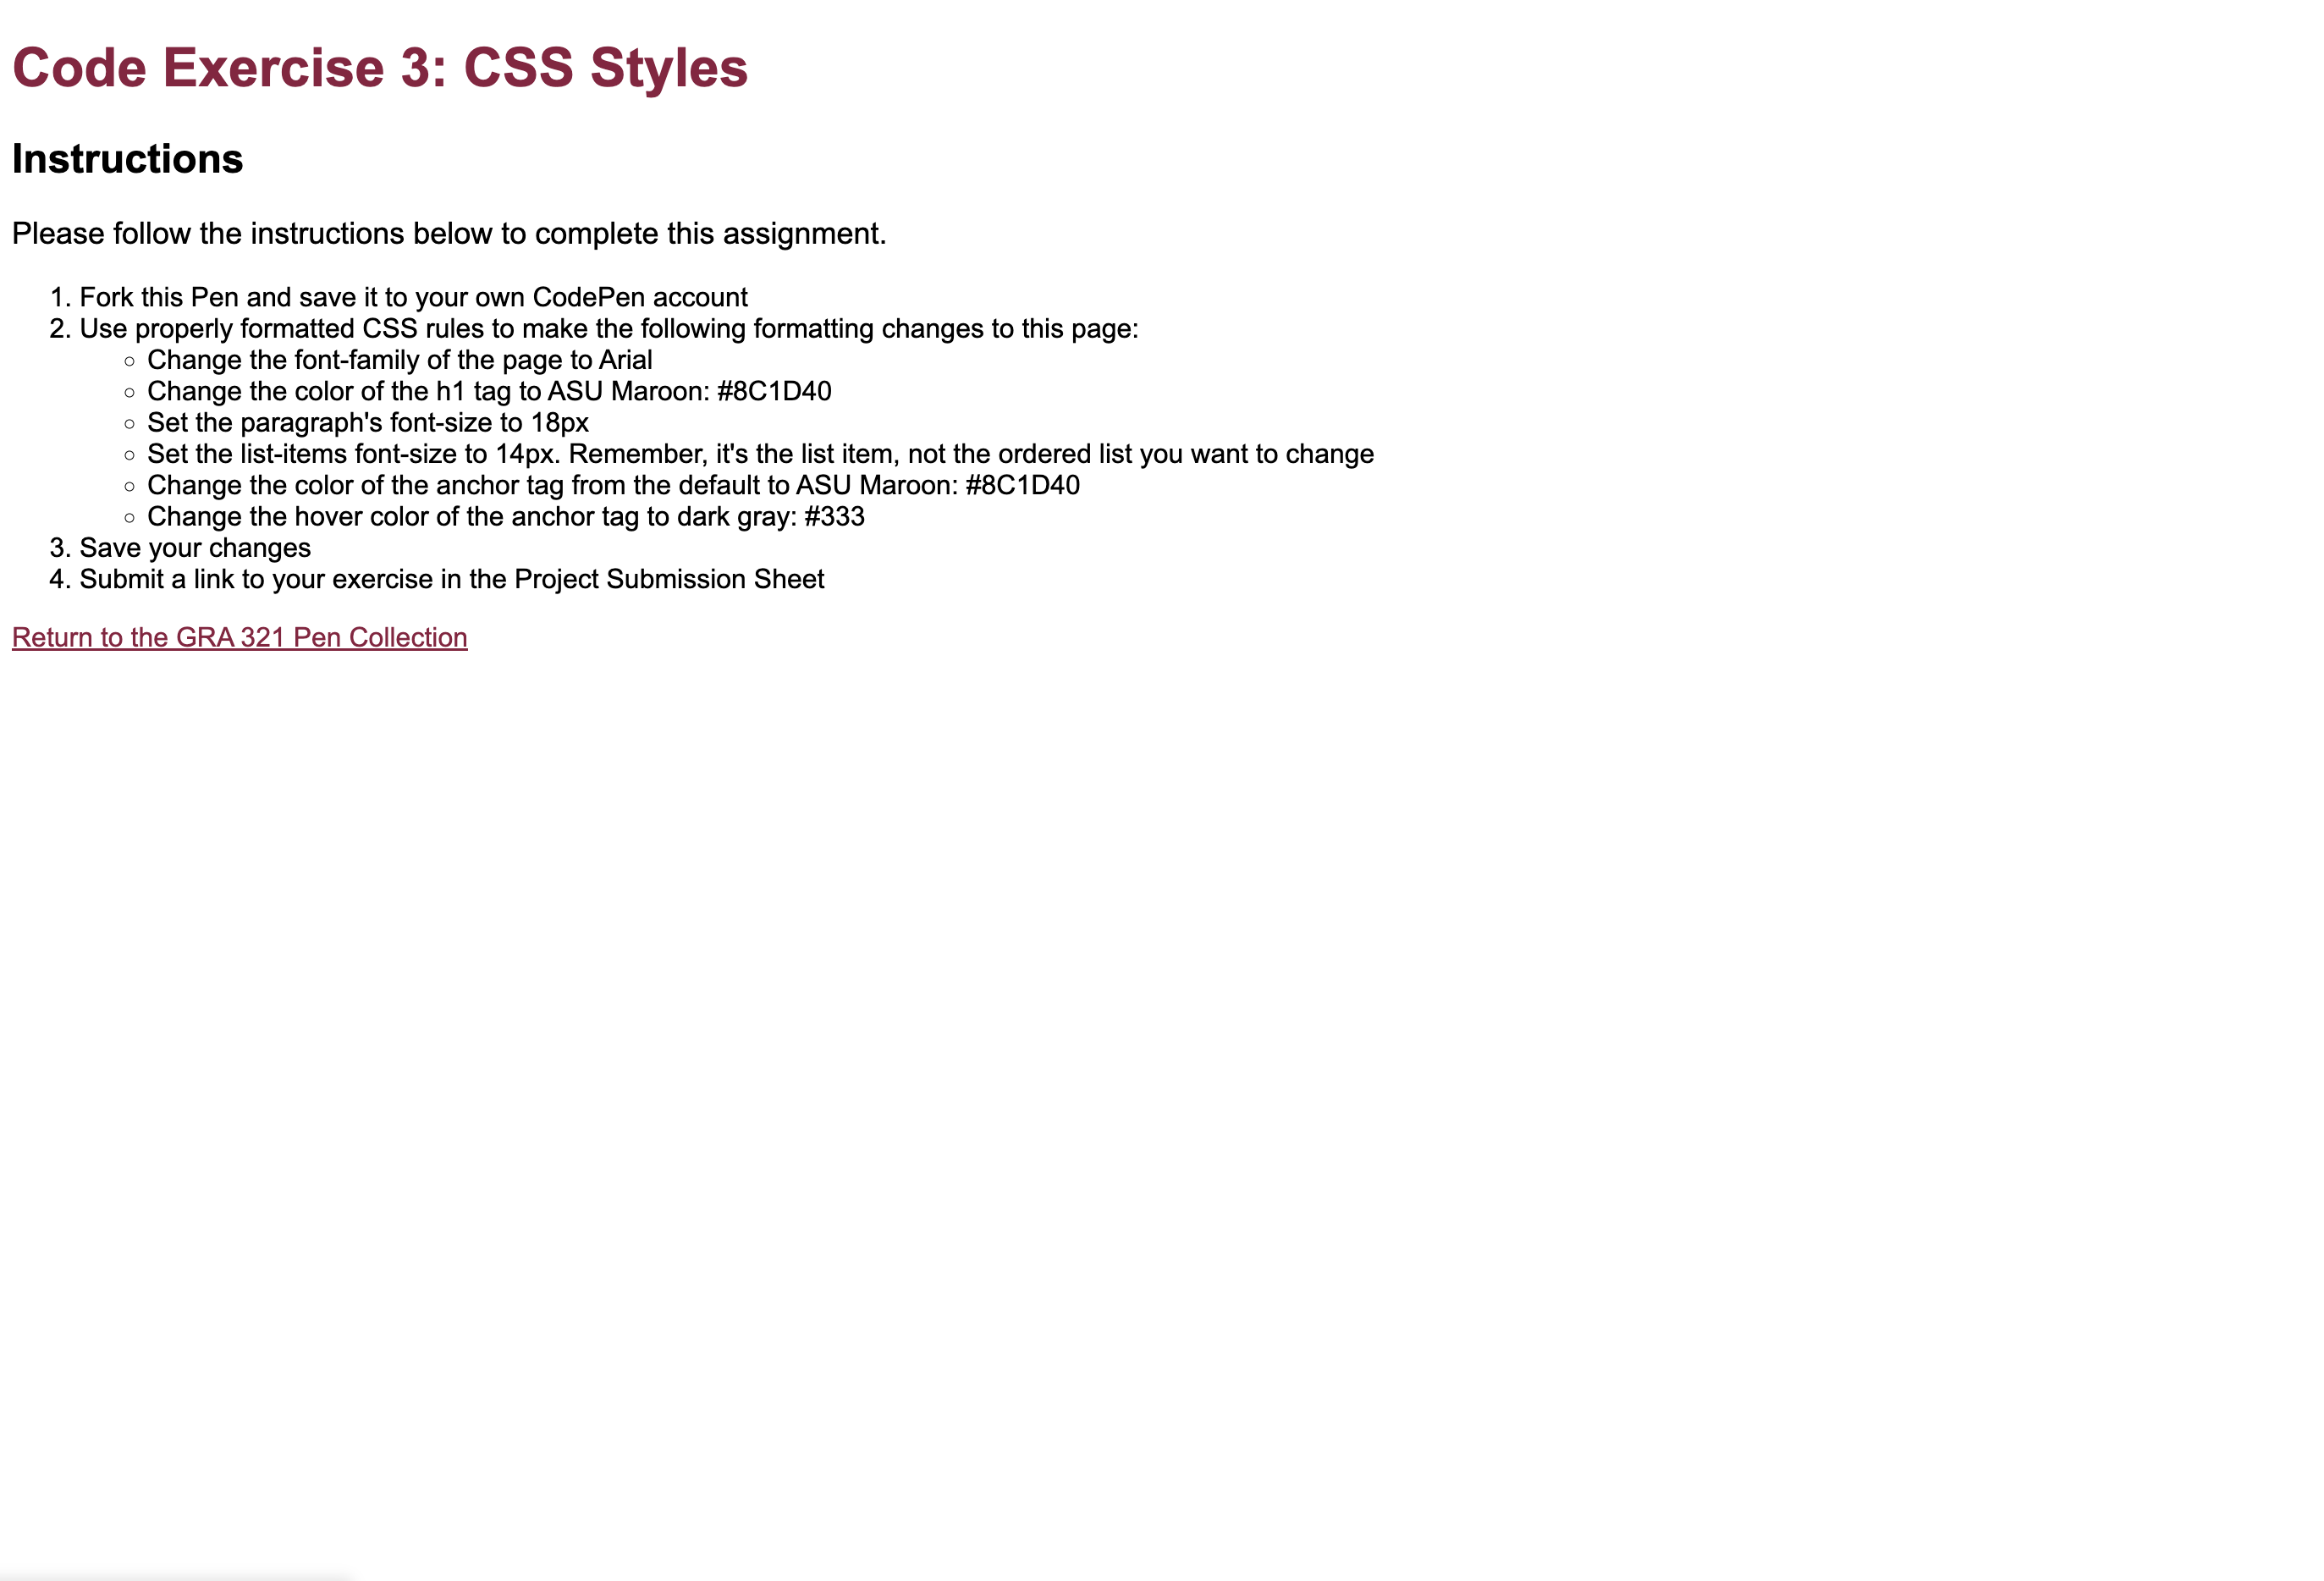 Code Exercise 3: CSS Styles
Instructions
Please follow the instructions below to complete this assignment.
1. Fork this Pen and save it to your own CodePen account
2. Use properly formatted CSS rules to make the following formatting changes to this page:
◦ Change the font-family of the page to Arial
◦ Change the color of the h1 tag to ASU Maroon: #8C1D40
◦ Set the paragraph's font-size to 18px
◦ Set the list-items font-size to 14px. Remember, it's the list item, not the ordered list you want to change
◦ Change the color of the anchor tag from the default to ASU Maroon: #8C1D40
◦ Change the hover color of the anchor tag to dark gray: #333
3. Save your changes
4. Submit a link to your exercise in the Project Submission Sheet
Return to the GRA 321 Pen Collection